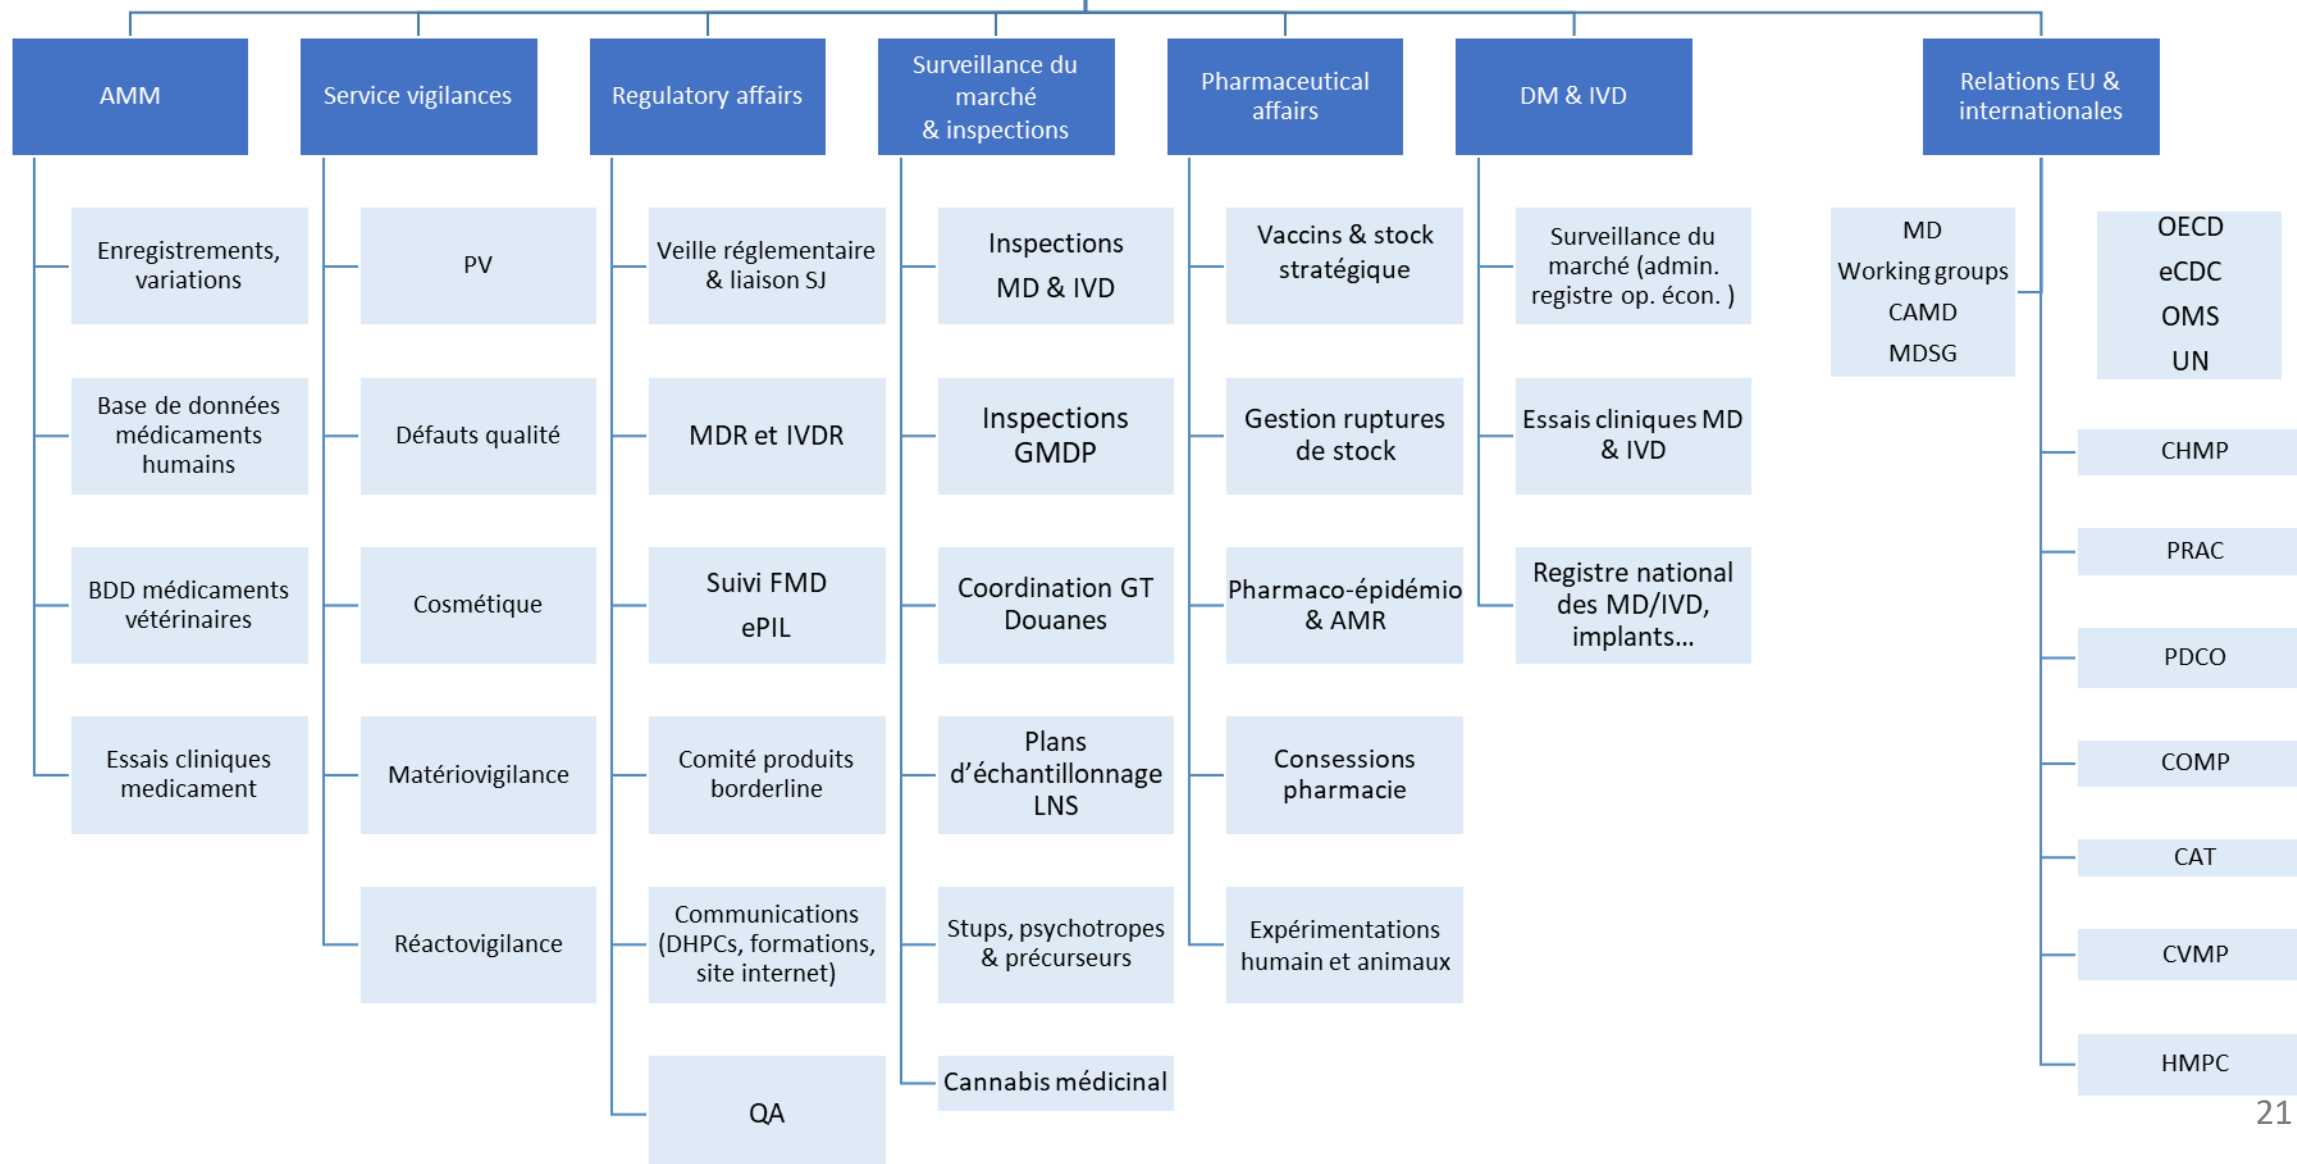 AMM
Enregistrements,
variations
Base de données
médicaments
humains
BDD médicaments
vétérinaires
Essais cliniques
medicament
Service vigilances
PV
Défauts qualité
Cosmétique
Matériovigilance
Réactovigilance
Regulatory affairs
Veille réglementaire
& liaison SJ
MDR et IVDR
Suivi FMD
ePIL
Comité produits
borderline
Communications
(DHPCs, formations,
site internet)
QA
Surveillance du
marché
& inspections
Inspections
MD & IVD
Inspections
GMDP
Coordination GT
Douanes
Plans
d’échantillonnage
LNS
Stups, psychotropes
& précurseurs
Cannabis médicinal
Pharmaceutical
affairs
Vaccins & stock
stratégique
Gestion ruptures
de stock
Pharmaco-épidémio
& AMR
Consessions
pharmacie
Expérimentations
humain et animaux
DM & IVD
Surveillance du
marché (admin.
registre op. écon. )
Essais cliniques MD
& IVD
Registre national
des MD/IVD,
implants...
Relations EU &
internationales
MD
Working groups
CAMD
MDSG
OECD
eCDC
OMS
UN
CHMP
PRAC
PDCO
COMP
CAT
CVMP
HMPC
21